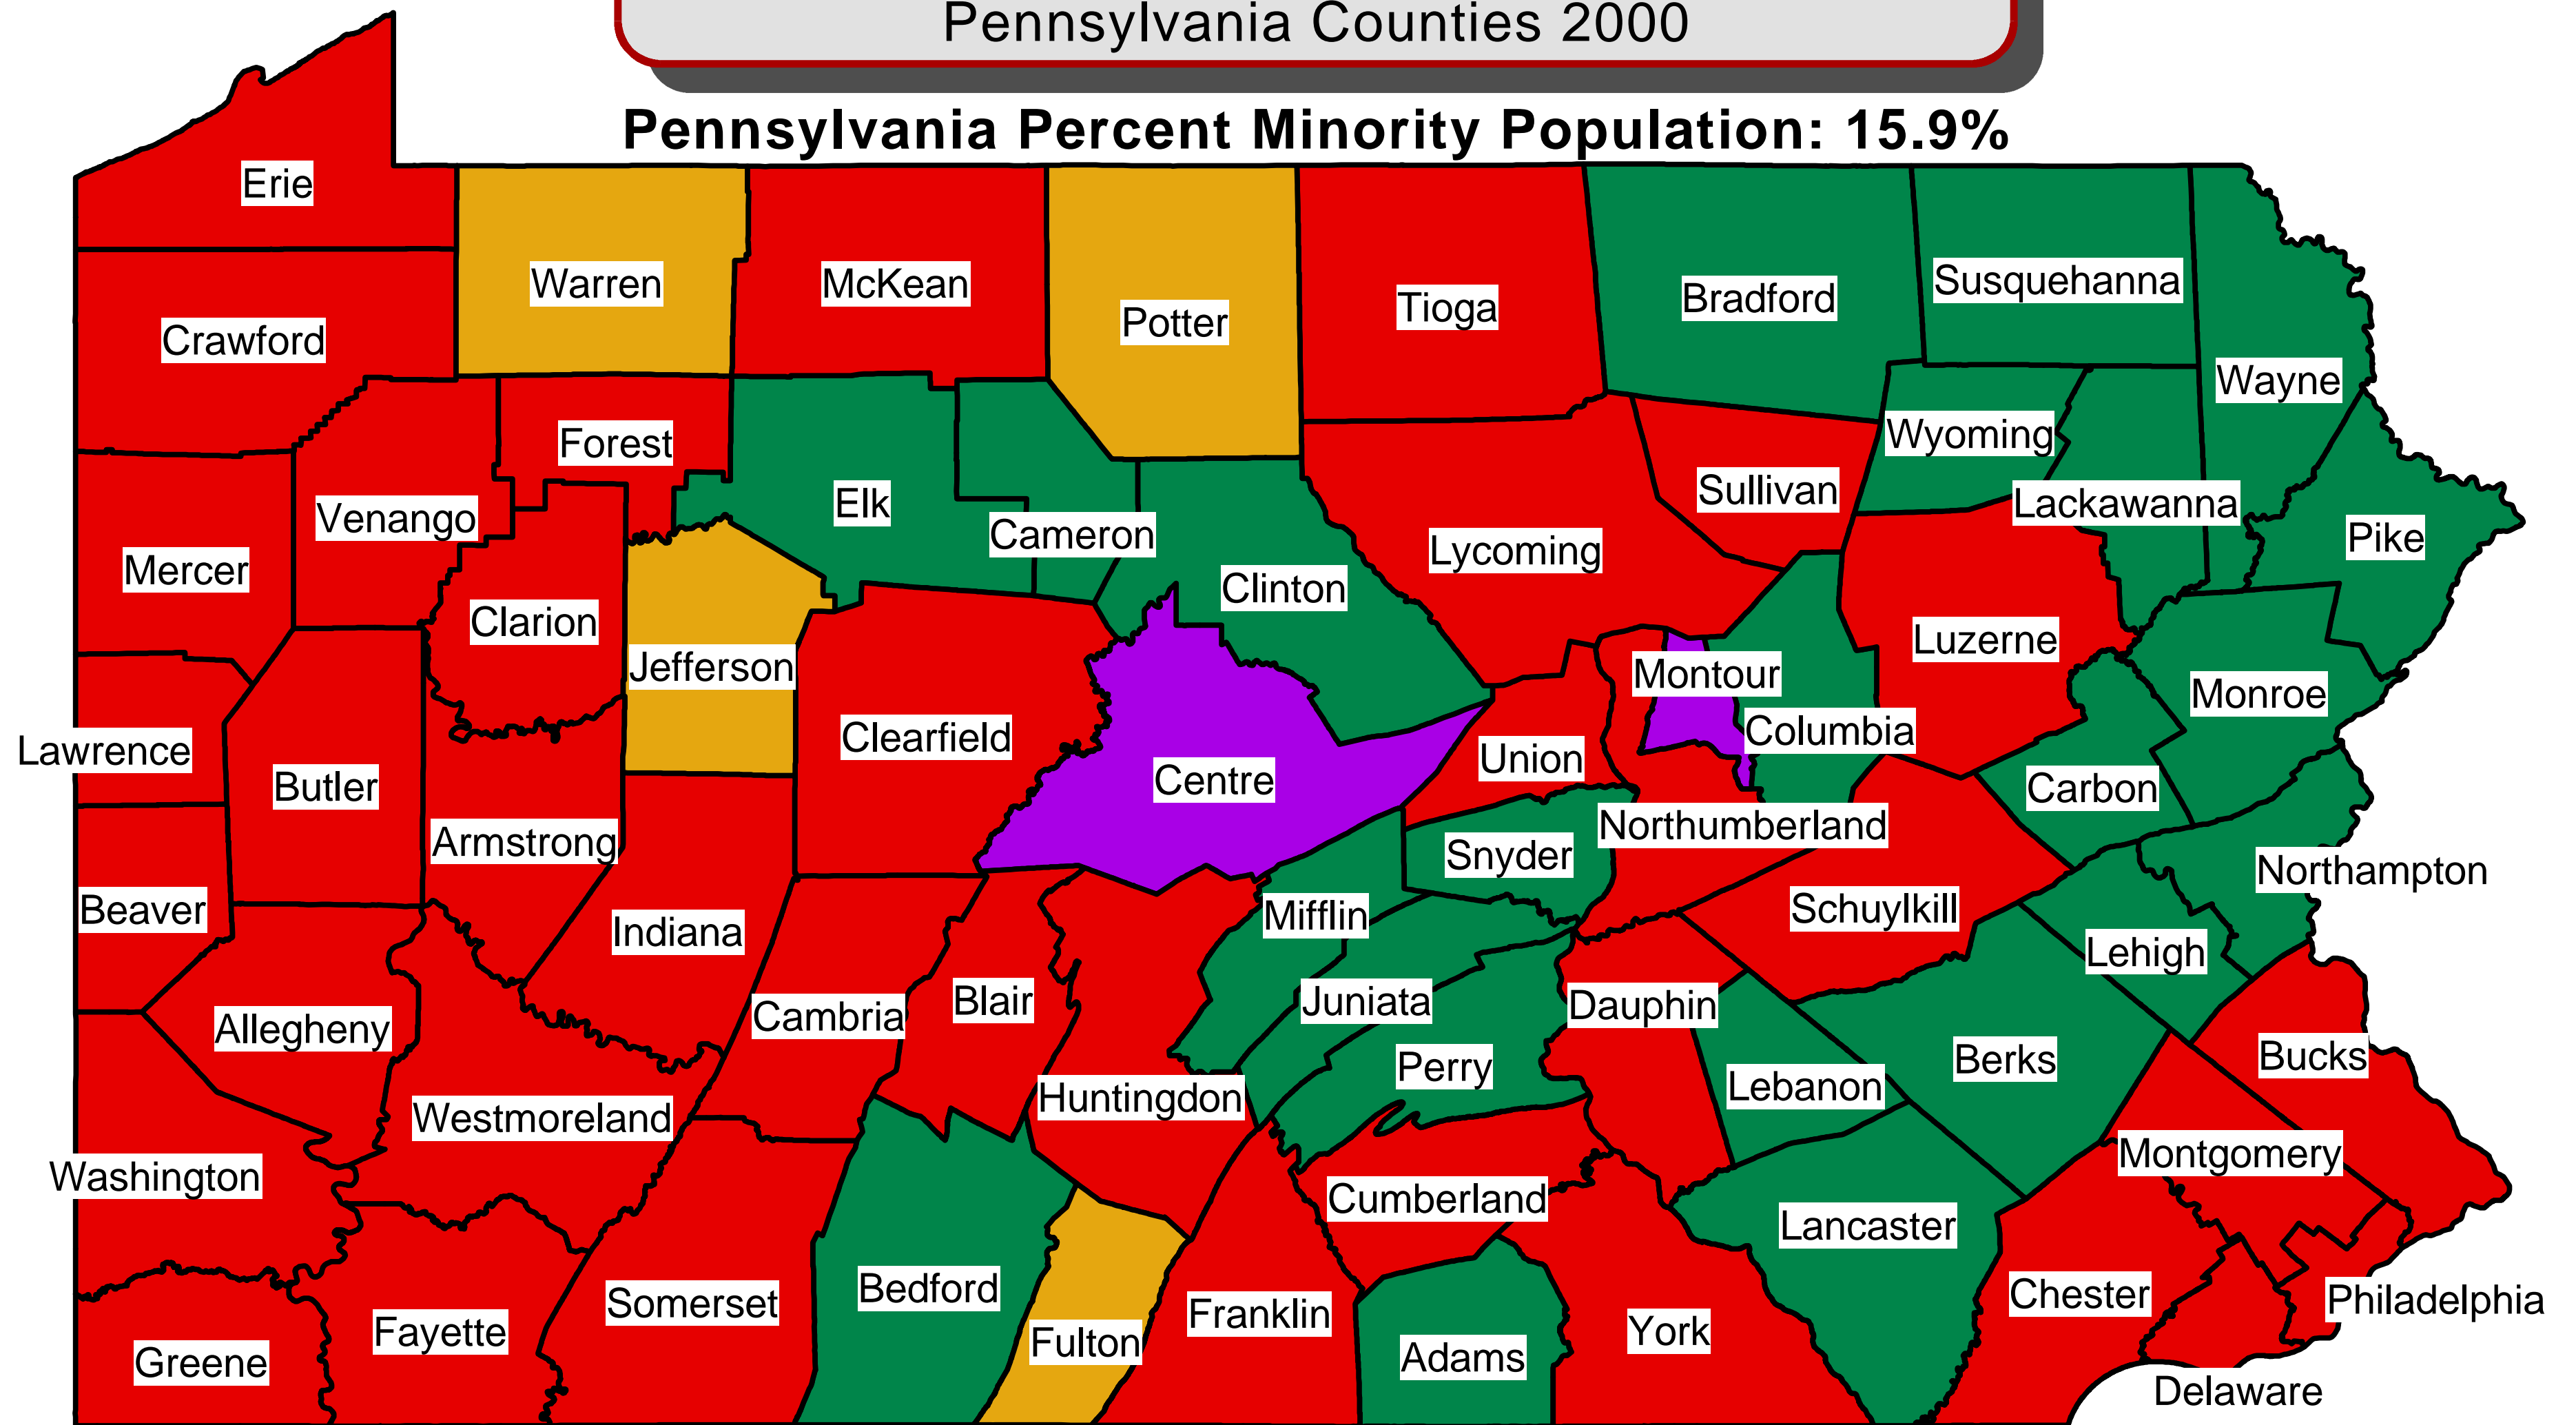 Pennsylvania Counties 2000
Pennsylvania Percent Minority Population: 15.9%
Erie
Warren
McKean
Potter
Tioga
Bradford
Susquehanna
Wayne
Crawford
Forest
Elk
Cameron
Wyoming
Sullivan
Lackawanna
Pike
Venango
Mercer
Clarion
Jefferson
Clinton
Lycoming
Luzerne
Montour
Columbia
Monroe
Lawrence
Butler
Armstrong
Clearfield
Centre
Union
Northumberland
Carbon
Snyder
Northampton
Beaver
Indiana
Mifflin
Schuylkill
Lehigh
Allegheny
Cambria
Blair
Juniata
Dauphin
Perry
Lebanon
Berks
Bucks
Westmoreland
Huntingdon
Montgomery
Washington
Cumberland
Lancaster
Greene
Fayette
Somerset
Bedford
Fulton
Franklin
Adams
York
Chester
Philadelphia
Delaware